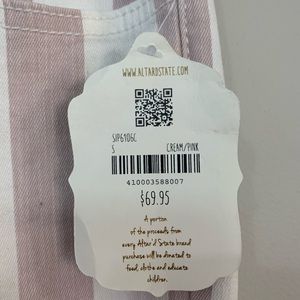 WWW.ALTARDSTATE.COM
SIP6106C
S CREAM/PINK
410003588007
$69.95
A portion
of the proceeds from
every Altar'd State brand
purchase will be donated to
feed, clothe and educate
children.